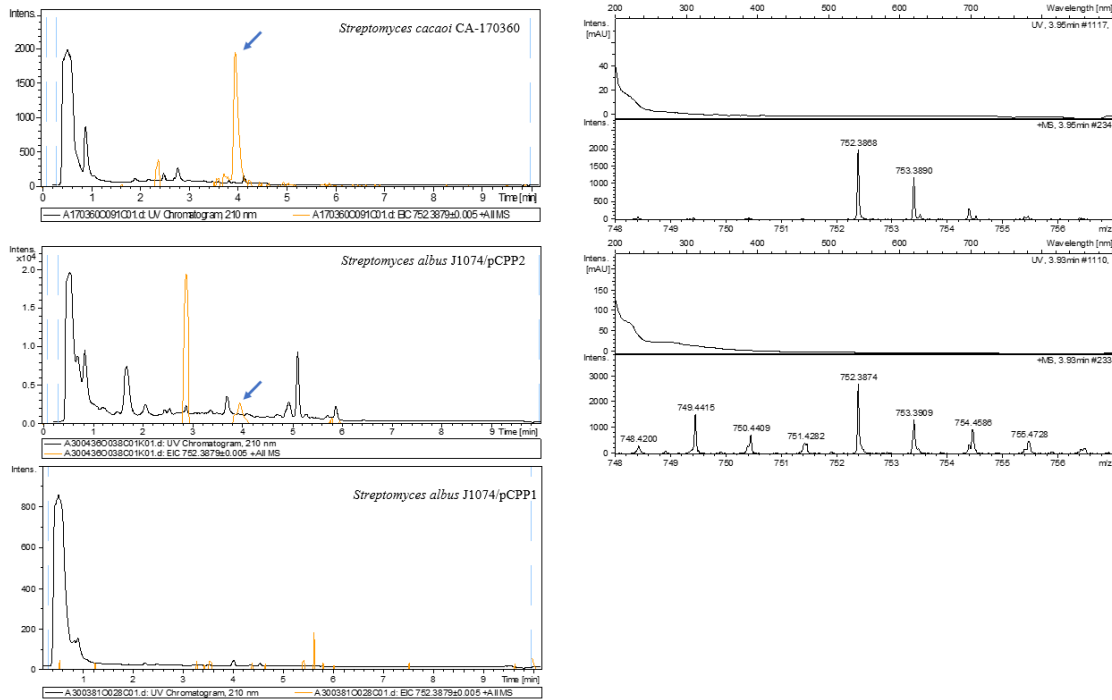 Intens.
Streptomyces cacaoi CA-170360
2000
1500
1000
500
0
0 1 2 3 4 5 6 7 8 9 Time [min]
A170360C091C01.d: UV Chromatogram, 210 nm A170360C091C01.d: EIC 752.3879±0.005 +All MS
Intens.
x10⁴
Streptomyces albus J1074/pCPP2
2.0
1.5
1.0
0.5
0.0
0 1 2 3 4 5 6 7 8 9 Time [min]
A300436O038C01K01.d: UV Chromatogram, 210 nm
A300436O038C01K01.d: EIC 752.3879±0.005 +All MS
Intens.
Streptomyces albus J1074/pCPP1
800
600
400
200
0
1 2 3 4 5 6 7 8 9 Time [min]
A300381O028C01.d: UV Chromatogram, 210 nm A300381O028C01.d: EIC 752.3879±0.005 +All MS
200 300 400 500 600 700 Wavelength [nm]
Intens.
[mAU]
UV, 3.95min #1117,
40
20
0
Intens.
+MS, 3.95min #234
2000
1500
1000
500
0
752.3868
753.3890
748 749 750 751 752 753 754 755 756 m/z
200 300 400 500 600 700 Wavelength [nm]
Intens.
[mAU]
UV, 3.93min #1110,
150
100
50
0
Intens.
+MS, 3.93min #233
3000
2000
1000
0
748.4200
749.4415
750.4409
751.4282
752.3874
753.3909
754.4586
755.4728
748 749 750 751 752 753 754 755 756 m/z